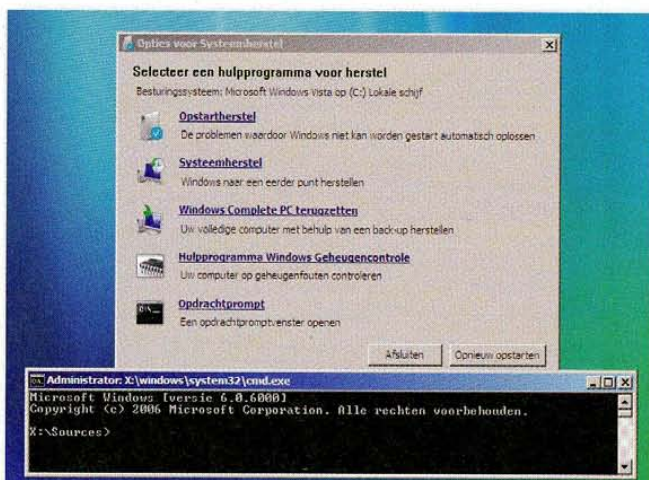 Opties voor Systeemherstel
Selecteer een hulpprogramma voor herstel
Besturingssysteem: Microsoft Windows Vista op (C:) Lokale schijf
Opstartherstel
De problemen waardoor Windows niet kan worden gestart automatisch oplossen
Systeemherstel
Windows naar een eerder punt herstellen
Windows Complete PC terugzetten
Uw volledige computer met behulp van een back-up herstellen
Hulpprogramma Windows Geheugencontrole
Uw computer op geheugenfouten controleren
Opdrachtprompt
Een opdrachtpromptvenster openen
Afsluiten
Opnieuw opstarten
Administrator: X:\windows\system32\cmd.exe
Microsoft Windows [versie 6.0.6000]
Copyright (c) 2006 Microsoft Corporation. Alle rechten voorbehouden.
X:\Sources>